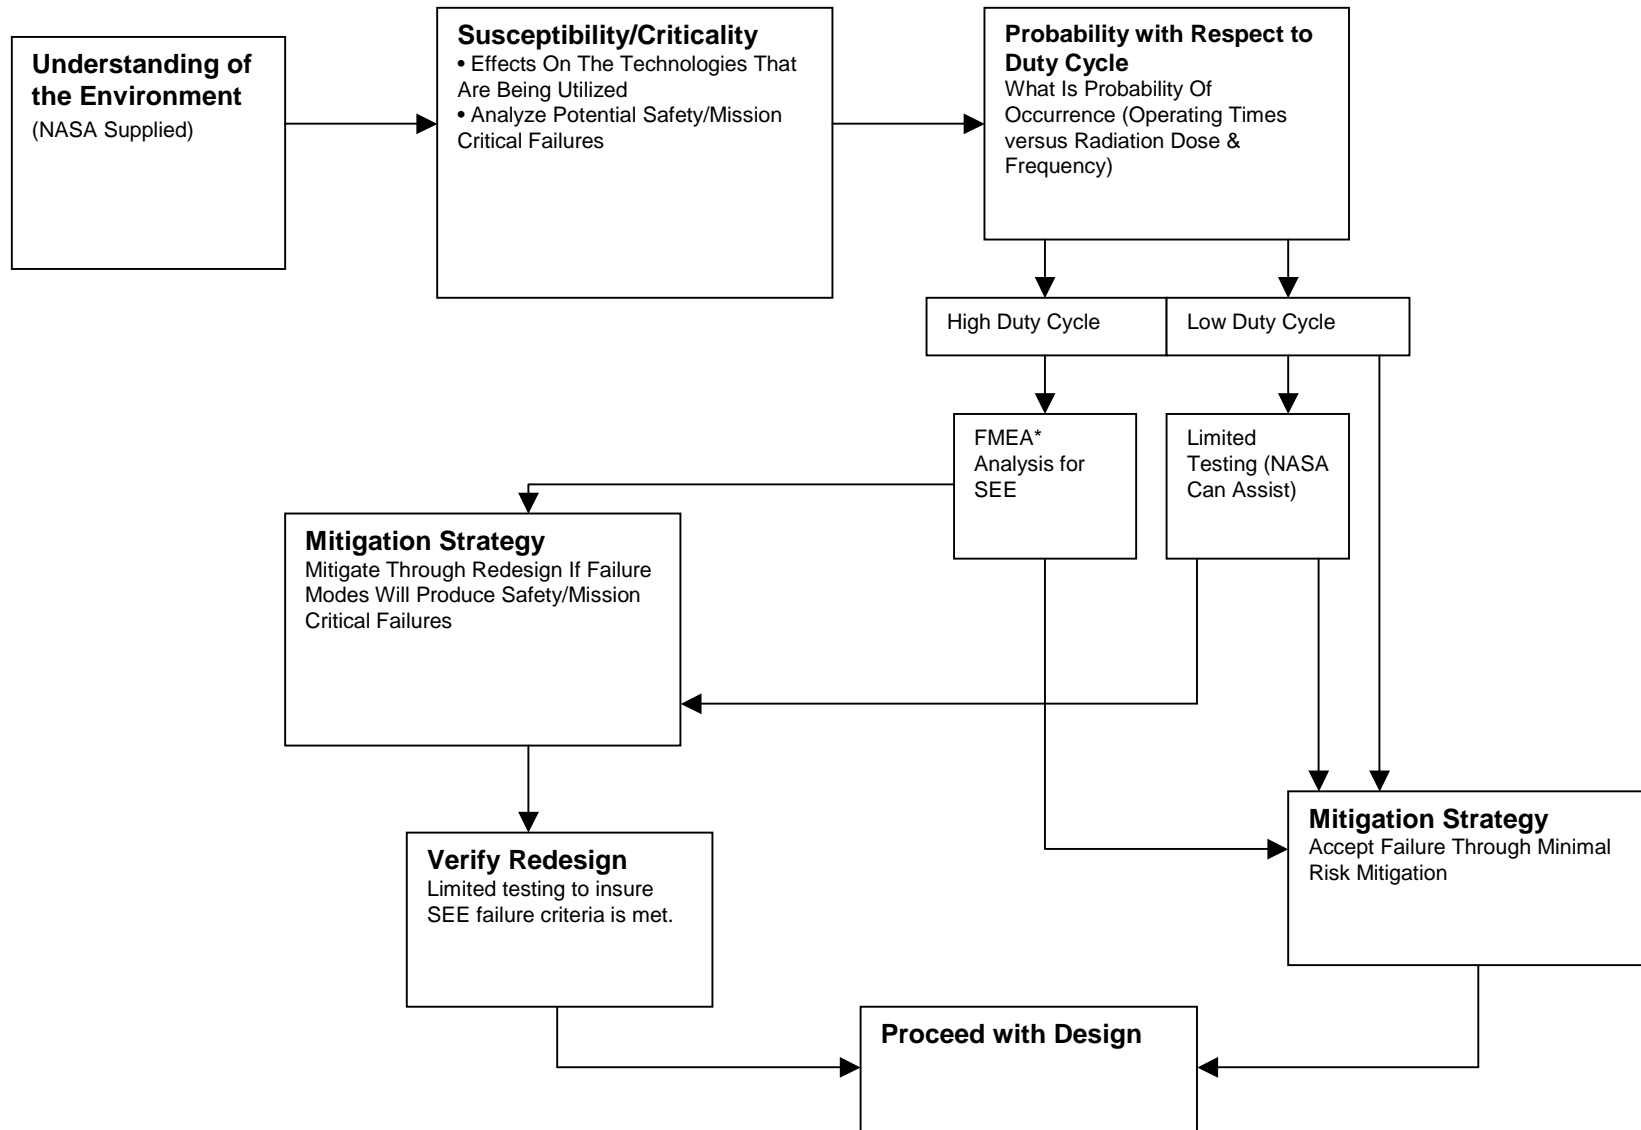 Understanding of
the Environment
(NASA Supplied)
Susceptibility/Criticality
• Effects On The Technologies That
Are Being Utilized
• Analyze Potential Safety/Mission
Critical Failures
Probability with Respect to
Duty Cycle
What Is Probability Of
Occurrence (Operating Times
versus Radiation Dose &
Frequency)
High Duty Cycle
Low Duty Cycle
FMEA*
Analysis for
SEE
Limited
Testing (NASA
Can Assist)
Mitigation Strategy
Mitigate Through Redesign If Failure
Modes Will Produce Safety/Mission
Critical Failures
Mitigation Strategy
Accept Failure Through Minimal
Risk Mitigation
Verify Redesign
Limited testing to insure
SEE failure criteria is met.
Proceed with Design